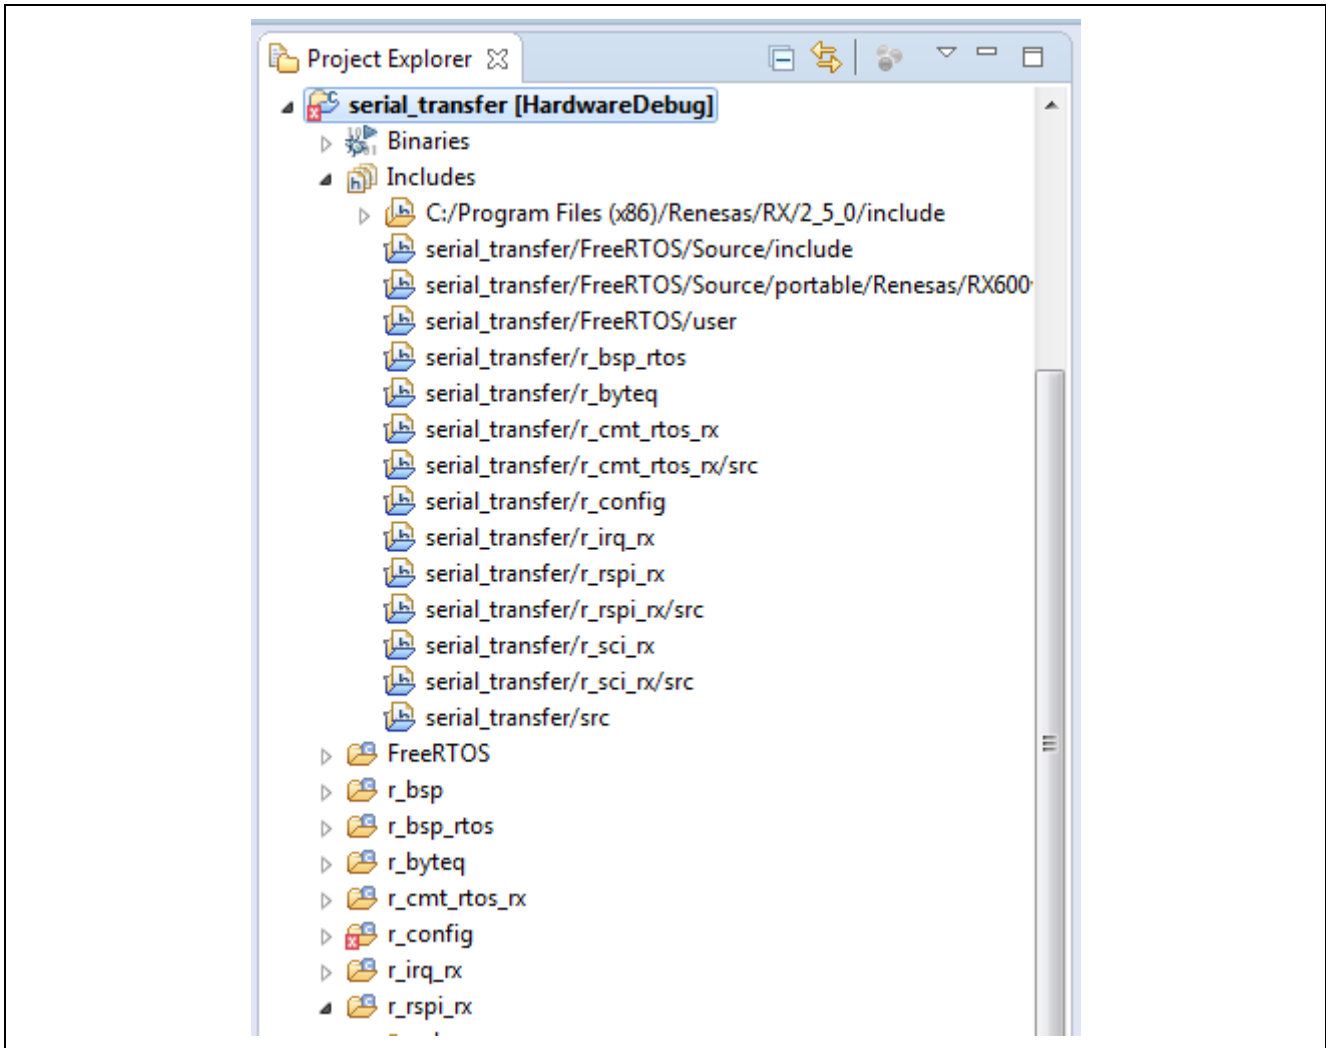 Project Explorer
serial_transfer [HardwareDebug]
Binaries
Includes
C:/Program Files (x86)/Renesas/RX/2_5_0/include
serial_transfer/FreeRTOS/Source/include
serial_transfer/FreeRTOS/Source/portable/Renesas/RX600
serial_transfer/FreeRTOS/user
serial_transfer/r_bsp_rtos
serial_transfer/r_byteq
serial_transfer/r_cmt_rtos_rx
serial_transfer/r_cmt_rtos_rx/src
serial_transfer/r_config
serial_transfer/r_irq_rx
serial_transfer/r_rspi_rx
serial_transfer/r_rspi_rx/src
serial_transfer/r_sci_rx
serial_transfer/r_sci_rx/src
serial_transfer/src
FreeRTOS
r_bsp
r_bsp_rtos
r_byteq
r_cmt_rtos_rx
r_config
r_irq_rx
r_rspi_rx